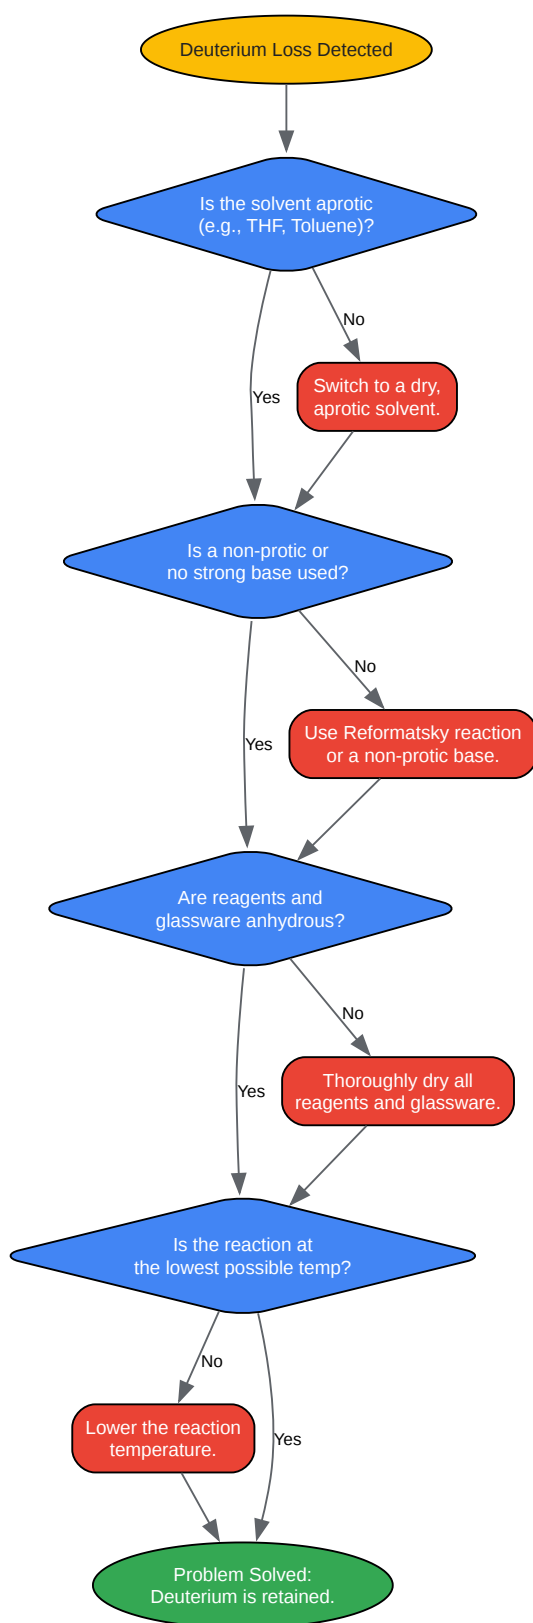 Deuterium Loss Detected
Is the solvent aprotic
(e.g., THF, Toluene)?
No
Yes
Switch to a dry,
aprotic solvent.
Is a non-protic or
no strong base used?
No
Yes
Use Reformatsky reaction
or a non-protic base.
Are reagents and
glassware anhydrous?
No
Yes
Thoroughly dry all
reagents and glassware.
Is the reaction at
the lowest possible temp?
No
Yes
Lower the reaction
temperature.
Problem Solved:
Deuterium is retained.